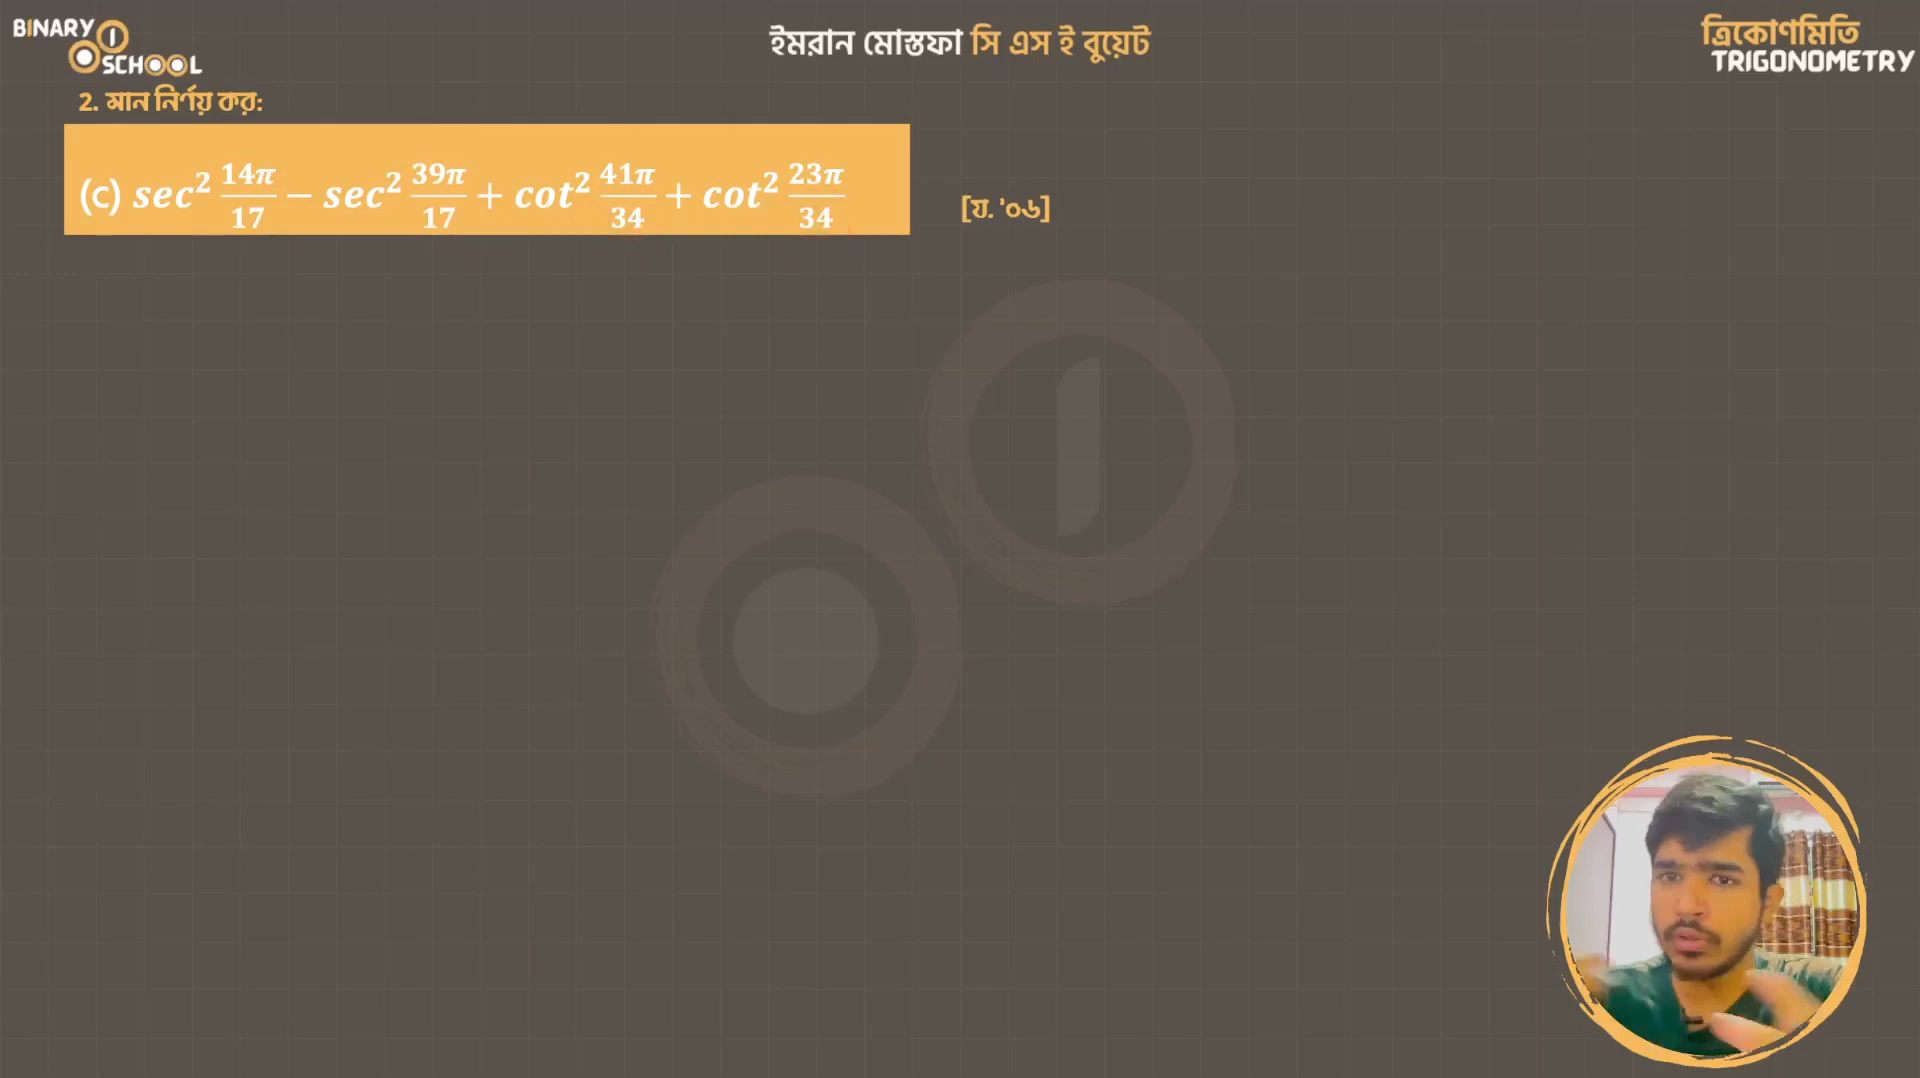 BINARY SCHOOL
ইমরান মোস্তফা সি এস ই বুয়েট
ত্রিকোণমিতি
TRIGONOMETRY
2. মান নির্ণয় কর:
(c) sec² 14π/17 − sec² 39π/17 + cot² 41π/34 + cot² 23π/34 [য. '০৬]